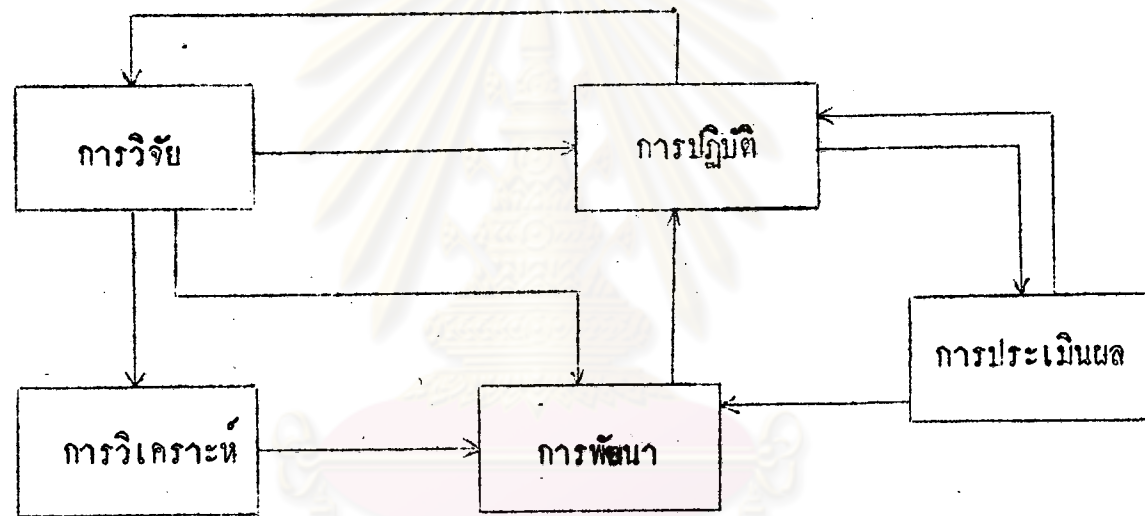 การวิจัย
การปฏิบัติ
การประเมินผล
การวิเคราะห์
การพัฒนา